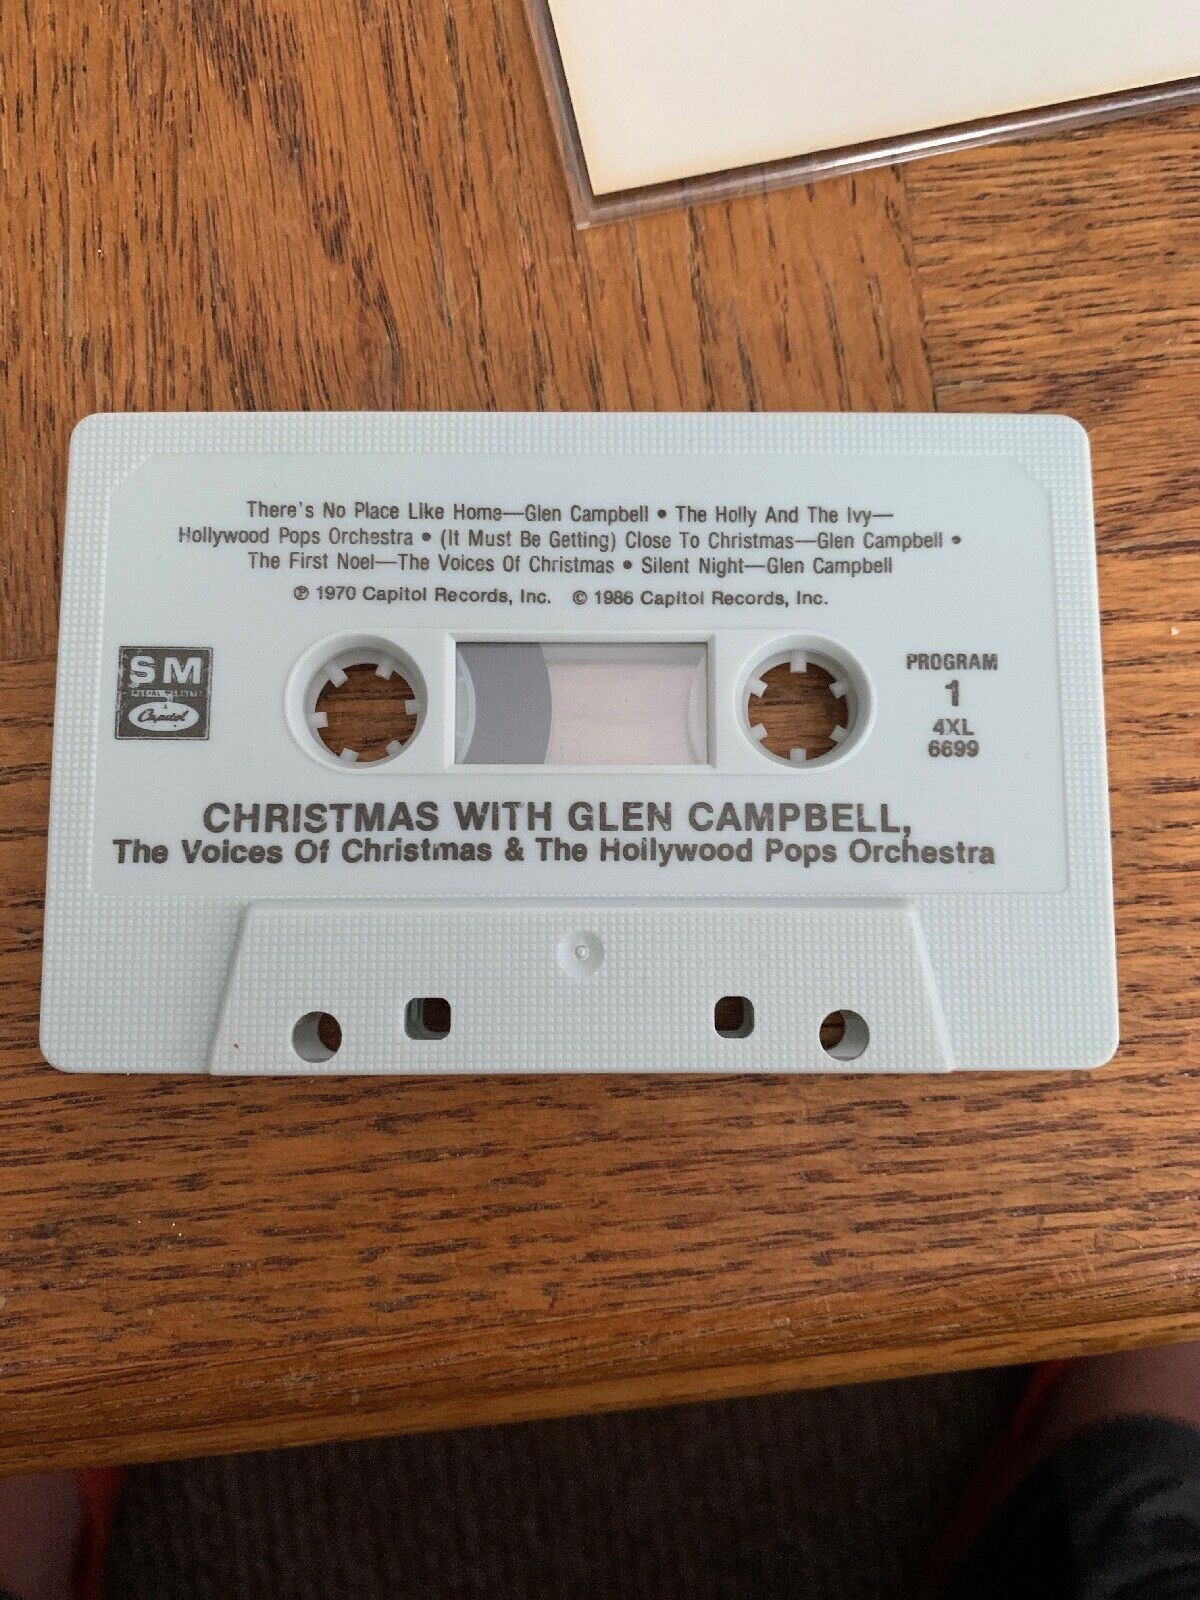 There's No Place Like Home—Glen Campbell • The Holly And The Ivy—
Hollywood Pops Orchestra • (It Must Be Getting) Close To Christmas—Glen Campbell •
The First Noel—The Voices Of Christmas • Silent Night—Glen Campbell
℗ 1970 Capitol Records, Inc. © 1986 Capitol Records, Inc.
SM
Capitol
PROGRAM
1
4XL
6699
CHRISTMAS WITH GLEN CAMPBELL,
The Voices Of Christmas & The Hollywood Pops Orchestra